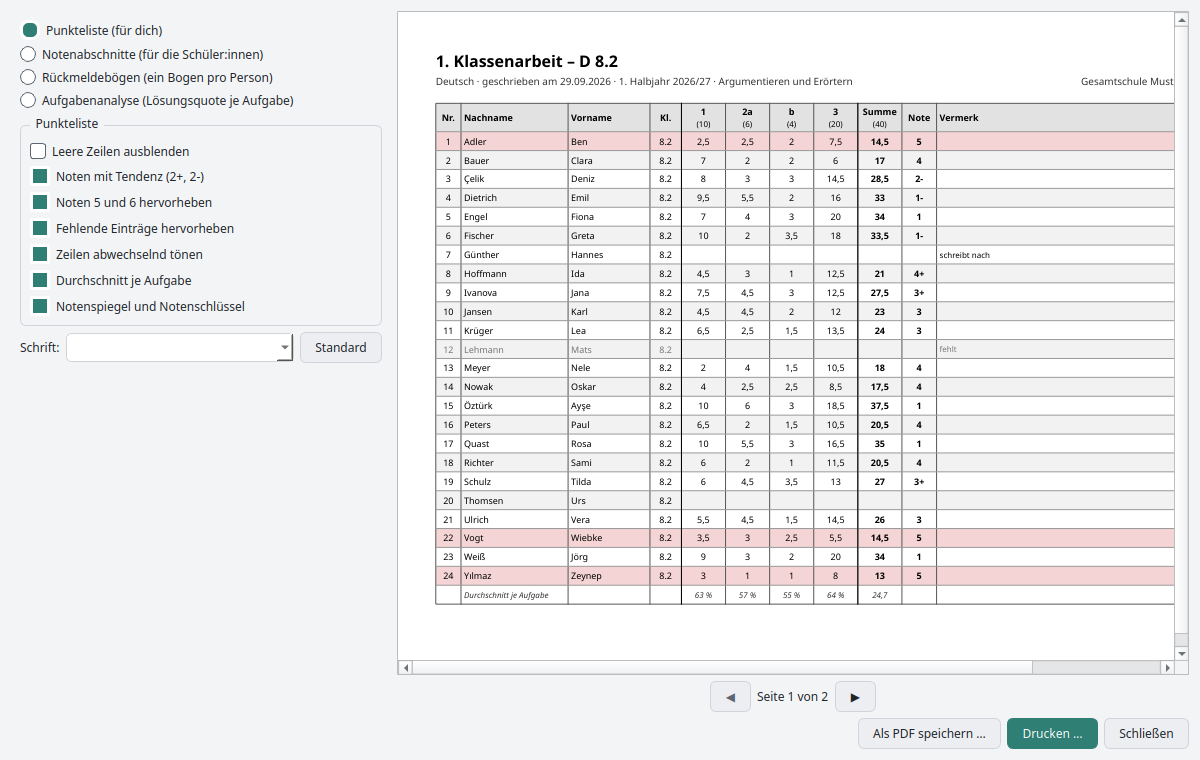 Punkteliste (für dich)
Notenabschnitte (für die Schüler:innen)
Rückmeldebögen (ein Bogen pro Person)
Aufgabenanalyse (Lösungsquote je Aufgabe)
Punkteliste
Leere Zeilen ausblenden
Noten mit Tendenz (2+, 2-)
Noten 5 und 6 hervorheben
Fehlende Einträge hervorheben
Zeilen abwechselnd tönen
Durchschnitt je Aufgabe
Notenspiegel und Notenschlüssel
Schrift: Standard
1. Klassenarbeit – D 8.2
Deutsch · geschrieben am 29.09.2026 · 1. Halbjahr 2026/27 · Argumentieren und Erörtern Gesamtschule Must
Nr. Nachname Vorname Kl. 1 (10) 2a (6) b (4) 3 (20) Summe (40) Note Vermerk
1 Adler Ben 8.2 2,5 2,5 2 7,5 14,5 5
2 Bauer Clara 8.2 7 2 2 6 17 4
3 Çelik Deniz 8.2 8 3 3 14,5 28,5 2-
4 Dietrich Emil 8.2 9,5 5,5 2 16 33 1-
5 Engel Fiona 8.2 7 4 3 20 34 1
6 Fischer Greta 8.2 10 2 3,5 18 33,5 1-
7 Günther Hannes 8.2 schreibt nach
8 Hoffmann Ida 8.2 4,5 3 1 12,5 21 4+
9 Ivanova Jana 8.2 7,5 4,5 3 12,5 27,5 3+
10 Jansen Karl 8.2 4,5 4,5 2 12 23 3
11 Krüger Lea 8.2 6,5 2,5 1,5 13,5 24 3
12 Lehmann Mats 8.2 fehlt
13 Meyer Nele 8.2 2 4 1,5 10,5 18 4
14 Nowak Oskar 8.2 4 2,5 2,5 8,5 17,5 4
15 Öztürk Ayşe 8.2 10 6 3 18,5 37,5 1
16 Peters Paul 8.2 6,5 2 1,5 10,5 20,5 4
17 Quast Rosa 8.2 10 5,5 3 16,5 35 1
18 Richter Sami 8.2 6 2 1 11,5 20,5 4
19 Schulz Tilda 8.2 6 4,5 3,5 13 27 3+
20 Thomsen Urs 8.2
21 Ulrich Vera 8.2 5,5 4,5 1,5 14,5 26 3
22 Vogt Wiebke 8.2 3,5 3 2,5 5,5 14,5 5
23 Weiß Jörg 8.2 9 3 2 20 34 1
24 Yılmaz Zeynep 8.2 3 1 1 8 13 5
Durchschnitt je Aufgabe 63 % 57 % 55 % 64 % 24,7
Seite 1 von 2
Als PDF speichern ... Drucken ... Schließen